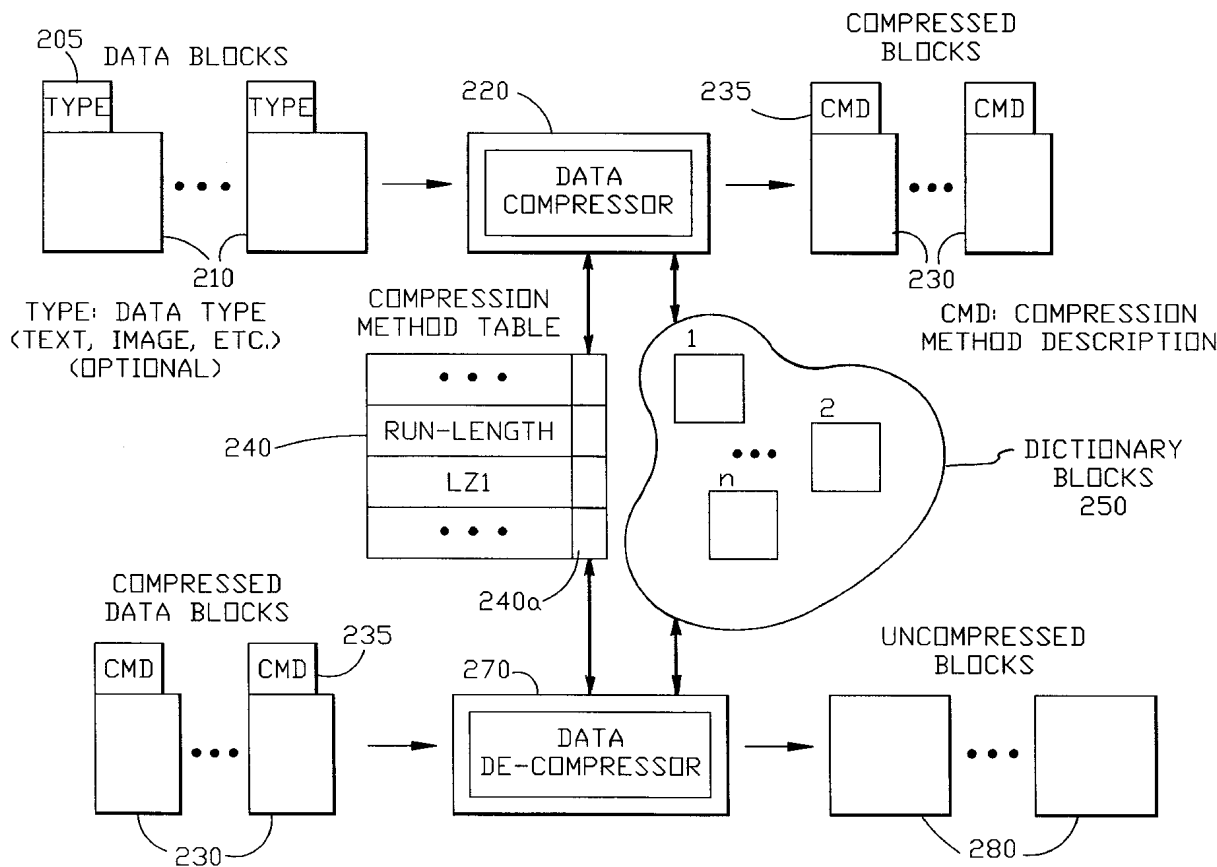 205
DATA BLOCKS
TYPE
TYPE
210
TYPE: DATA TYPE
(TEXT, IMAGE, ETC.)
(OPTIONAL)
220
DATA
COMPRESSOR
COMPRESSED
BLOCKS
235
CMD
CMD
230
CMD: COMPRESSION
METHOD DESCRIPTION
COMPRESSION
METHOD TABLE
240
RUN-LENGTH
LZ1
240a
1
2
n
DICTIONARY
BLOCKS
250
COMPRESSED
DATA BLOCKS
235
CMD
CMD
230
270
DATA
DE-COMPRESSOR
UNCOMPRESSED
BLOCKS
280